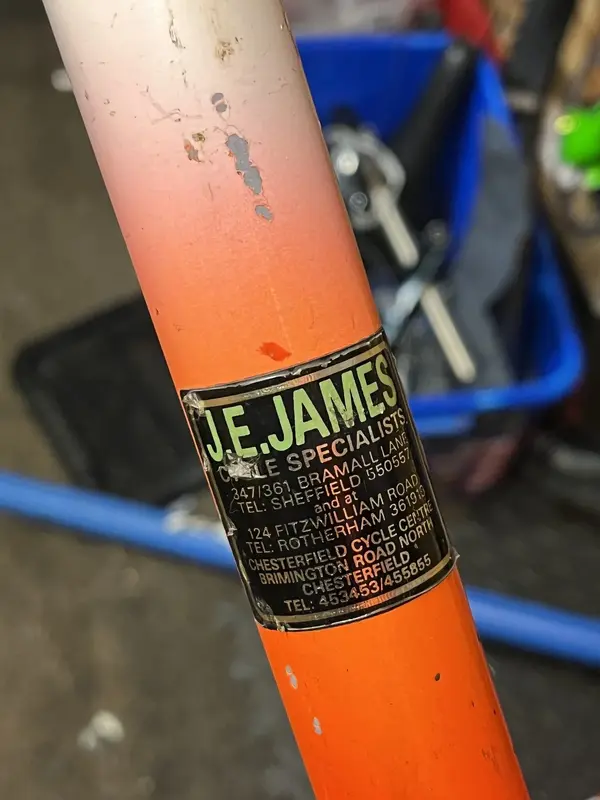 J.E.JAMES
CYCLE SPECIALISTS
347/361 BRAMALL LANE
TEL: SHEFFIELD 550557
and at
124 FITZWILLIAM ROAD
TEL: ROTHERHAM 361918
CHESTERFIELD CYCLE CENTRE
BRIMINGTON ROAD NORTH
CHESTERFIELD
TEL: 453453/455855